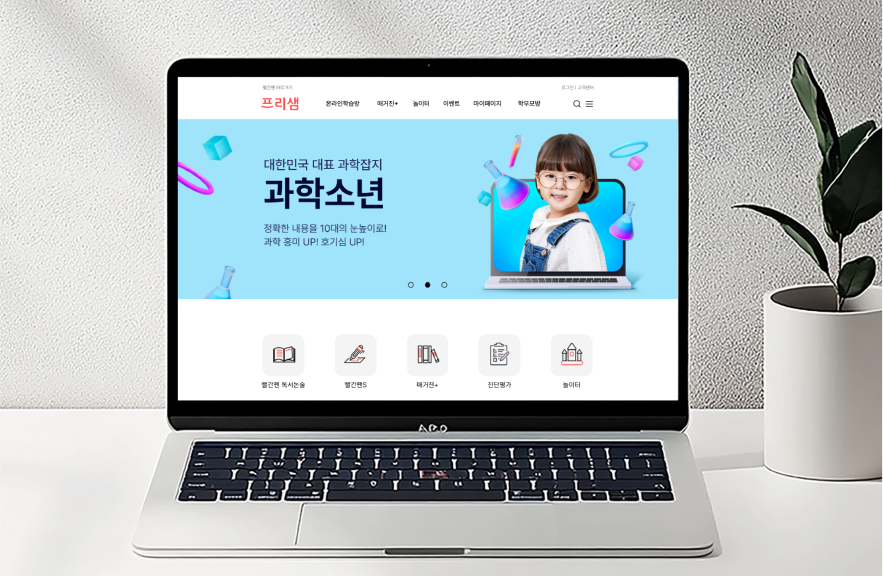 빨간펜 바로가기
로그인 | 고객센터
프리샘
온라인학습방 매거진+ 놀이터 이벤트 마이페이지 학부모방
대한민국 대표 과학잡지
과학소년
정확한 내용을 10대의 눈높이로!
과학 흥미 UP! 호기심 UP!
빨간펜 독서논술 빨간펜S 매거진+ 진단평가 놀이터